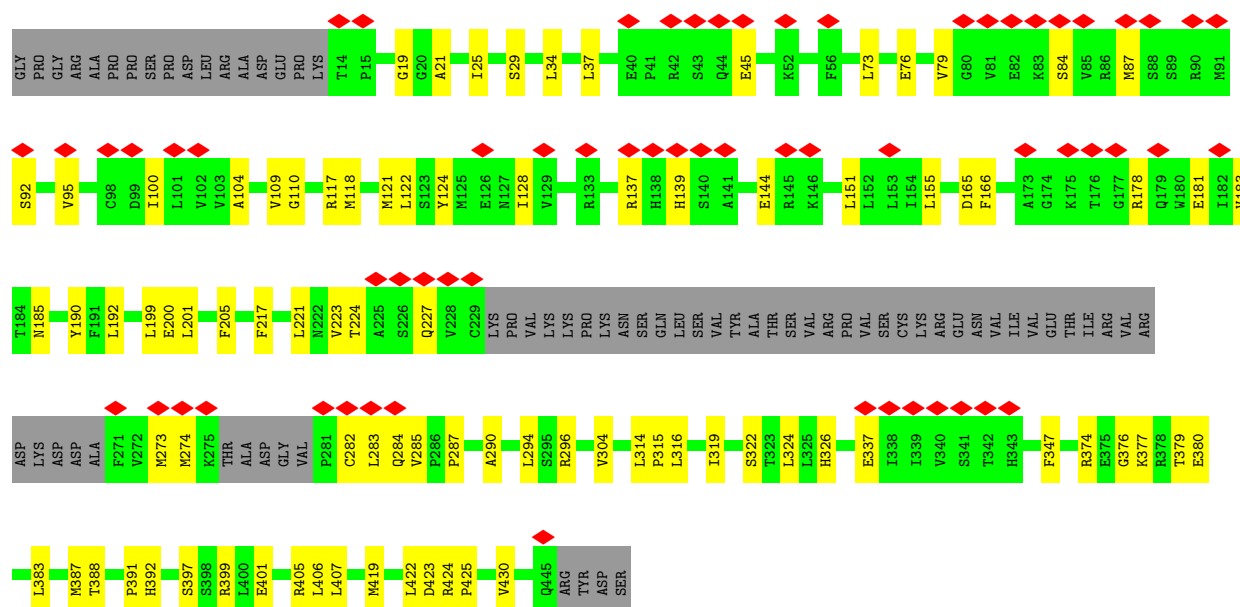 GLY PRO GLY ARG ALA PRO PRO SER PRO ASP LEU ARG ALA ASP GLU PRO LYS T14 P15 G19 G20 A21 I25 S29 L34 L37 E40 P41 R42 S43 Q44 E45 K52 F56 L73 E76 V79 G80 V81 E82 K83 S84 V85 R86 M87 S88 S89 R90 M91
S92 V95 C98 D99 I100 L101 V102 V103 A104 V109 G110 R117 M118 M121 L122 S123 Y124 M125 E126 N127 I128 V129 R133 R137 H138 H139 S140 A141 E144 R145 K146 L151 L152 L153 I154 L155 D165 F166 A173 G174 K175 T176 G177 R178 Q179 W180 E181 I182 V183
T184 N185 Y190 F191 L192 L199 E200 L201 F205 F217 L221 N222 V223 T224 A225 S226 Q227 V228 C229 LYS PRO VAL LYS LYS PRO LYS ASN SER GLN LEU SER VAL TYR ALA THR SER VAL ARG PRO VAL SER CYS LYS ARG GLU ASN VAL ILE VAL GLU THR ILE ARG VAL ARG
ASP LYS ASP ASP ALA F271 V272 M273 M274 K275 THR ALA ASP GLY VAL P281 C282 L283 Q284 V285 P286 P287 A290 L294 S295 R296 V304 L314 P315 L316 I319 S322 T323 L324 L325 H326 E337 I338 I339 V340 S341 T342 H343 F347 R374 E375 G376 K377 R378 T379 E380
L383 M387 T388 P391 H392 S397 S398 R399 L400 E401 R405 L406 L407 M419 L422 D423 R424 P425 V430 Q445 ARG TYR ASP SER